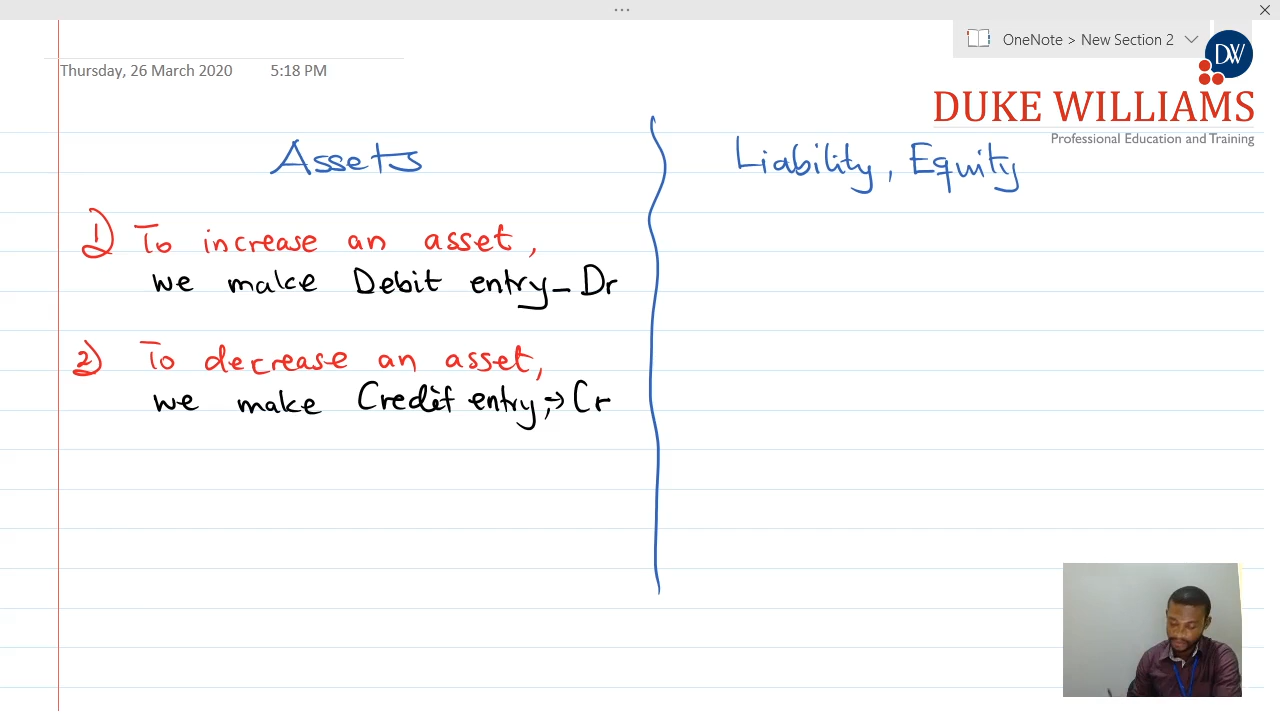 OneNote > New Section 2
DW
Thursday, 26 March 2020 5:18 PM
DUKE WILLIAMS
Professional Education and Training
Assets
Liability, Equity
1) To increase an asset,
we make Debit entry - Dr
2) To decrease an asset,
we make Credit entry, → Cr